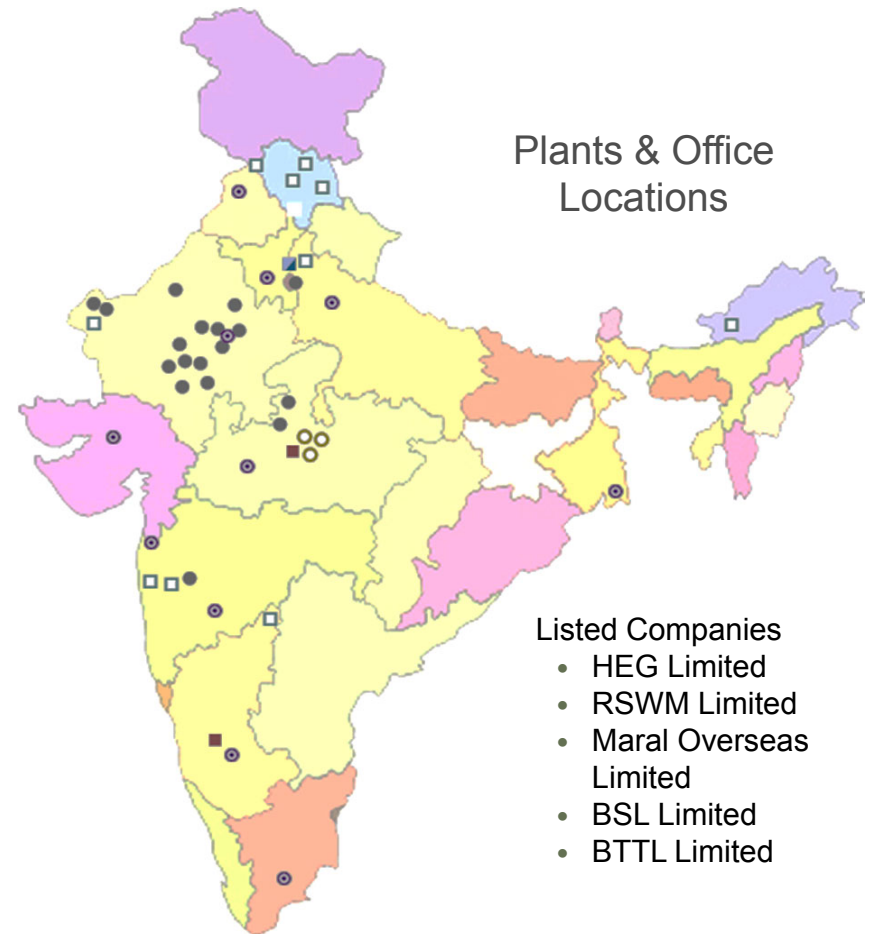 Plants & Office
Locations
Listed Companies
• HEG Limited
• RSWM Limited
• Maral Overseas
Limited
• BSL Limited
• BTTL Limited